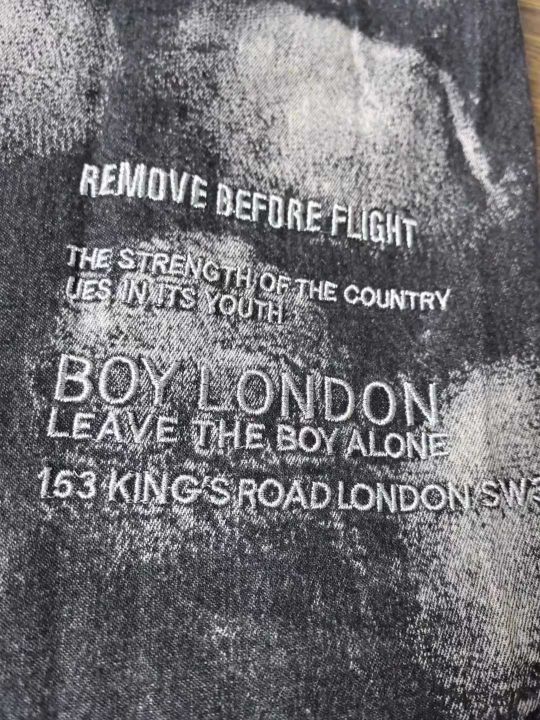 REMOVE BEFORE FLIGHT
THE STRENGTH OF THE COUNTRY
LIES IN ITS YOUTH
BOY LONDON
LEAVE THE BOY ALONE
153 KING'S ROAD LONDON SW3